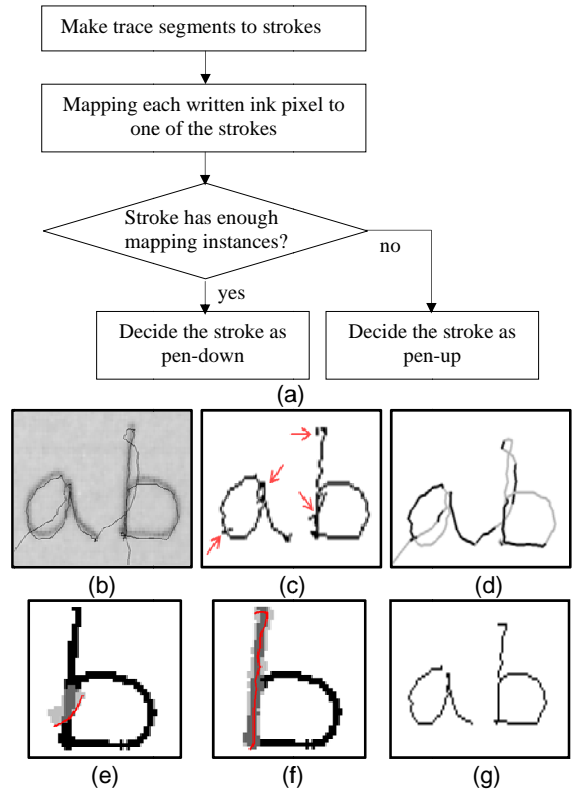 Make trace segments to strokes
Mapping each written ink pixel to
one of the strokes
Stroke has enough
mapping instances?
no
yes
Decide the stroke as
pen-down
Decide the stroke as
pen-up
(a)
ab
(b)
ab
(c)
ab
(d)
b
(e)
b
(f)
ab
(g)